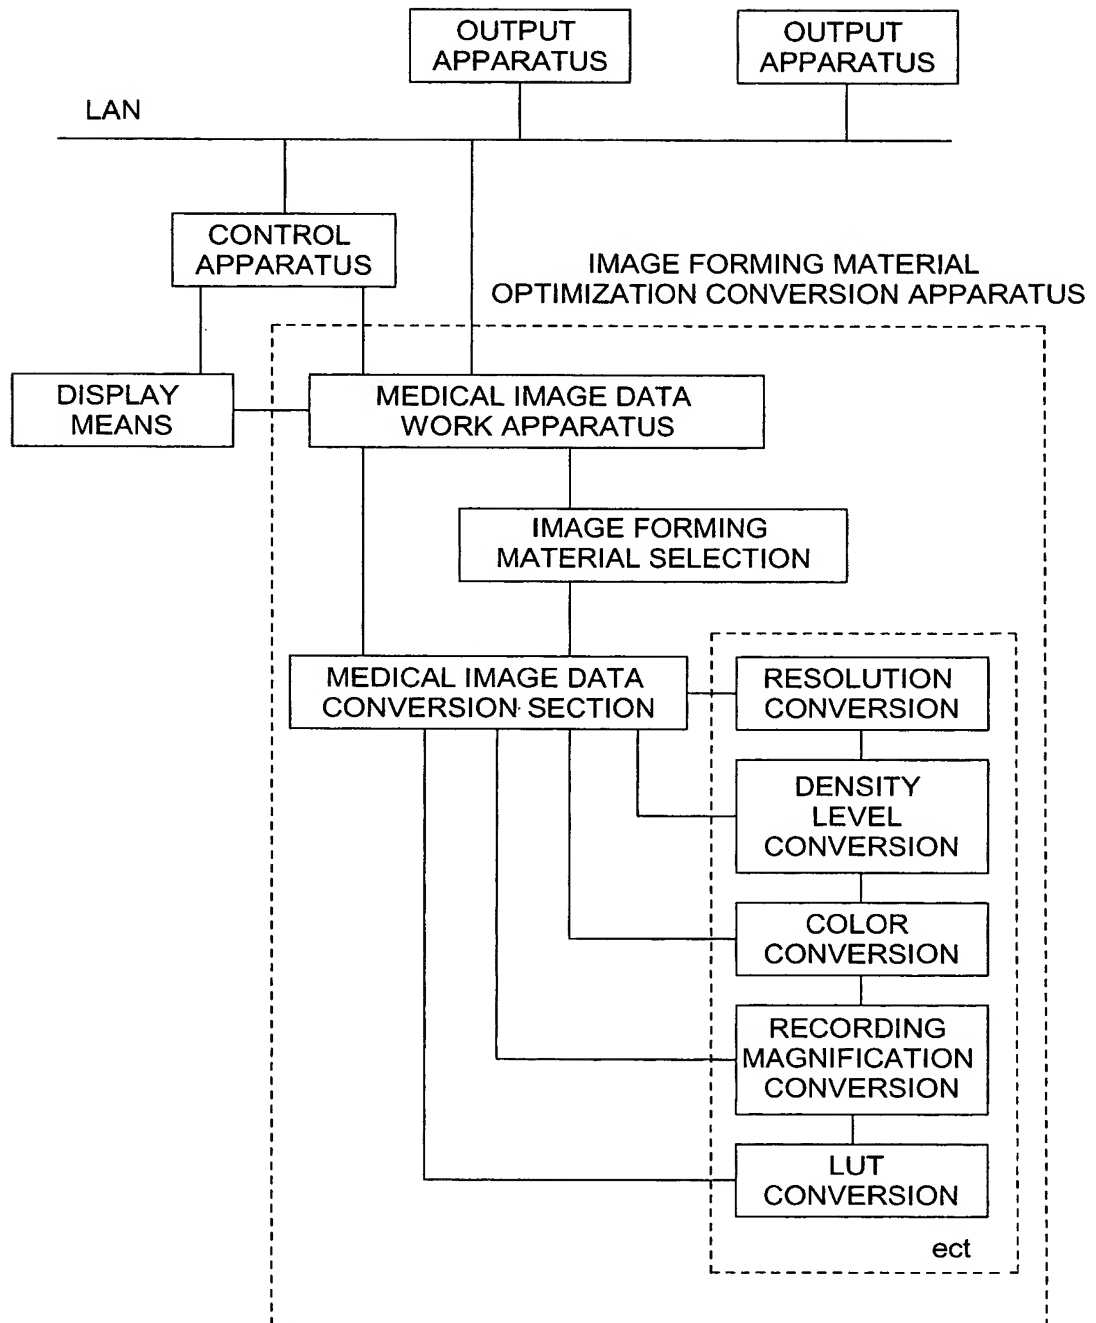 OUTPUT
APPARATUS
OUTPUT
APPARATUS
LAN
CONTROL
APPARATUS
IMAGE FORMING MATERIAL
OPTIMIZATION CONVERSION APPARATUS
DISPLAY
MEANS
MEDICAL IMAGE DATA
WORK APPARATUS
IMAGE FORMING
MATERIAL SELECTION
MEDICAL IMAGE DATA
CONVERSION SECTION
RESOLUTION
CONVERSION
DENSITY
LEVEL
CONVERSION
COLOR
CONVERSION
RECORDING
MAGNIFICATION
CONVERSION
LUT
CONVERSION
ect